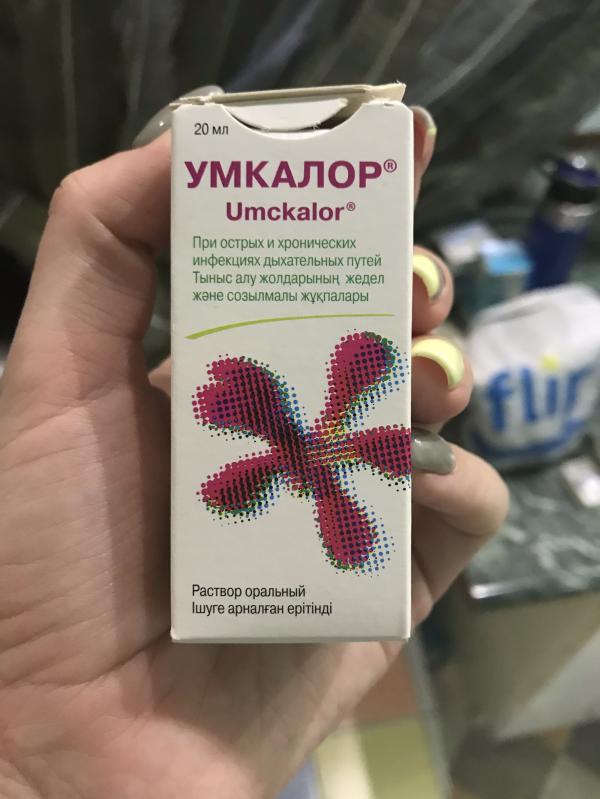 20 мл
УМКАЛОР®
Umckalor®
При острых и хронических
инфекциях дыхательных путей
Тыныс алу жолдарының жедел
және созылмалы жұқпалары
Раствор оральный
Ішуге арналған ерітінді
flip